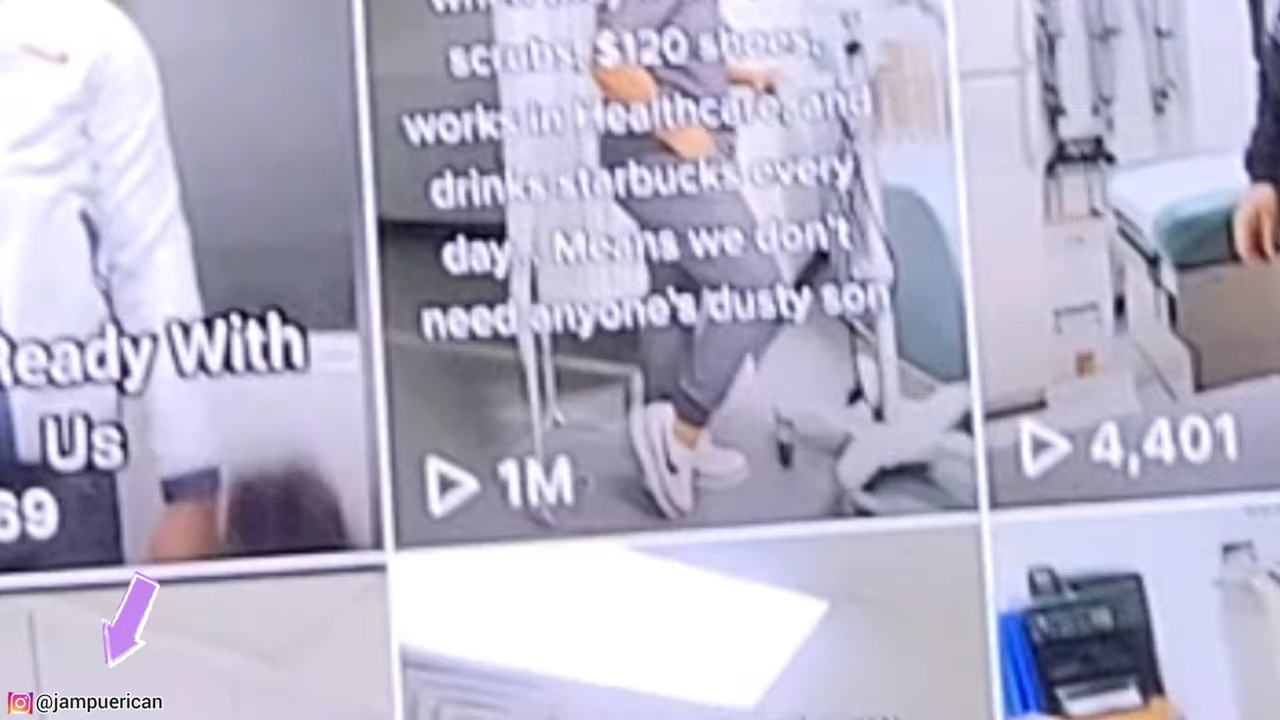 scrubs, $120 shoes,
works in Healthcare, and
drinks starbucks every
day. Means we don't
need anyone's dusty son
Ready With
Us
69
1M
4,401
@jampuerican